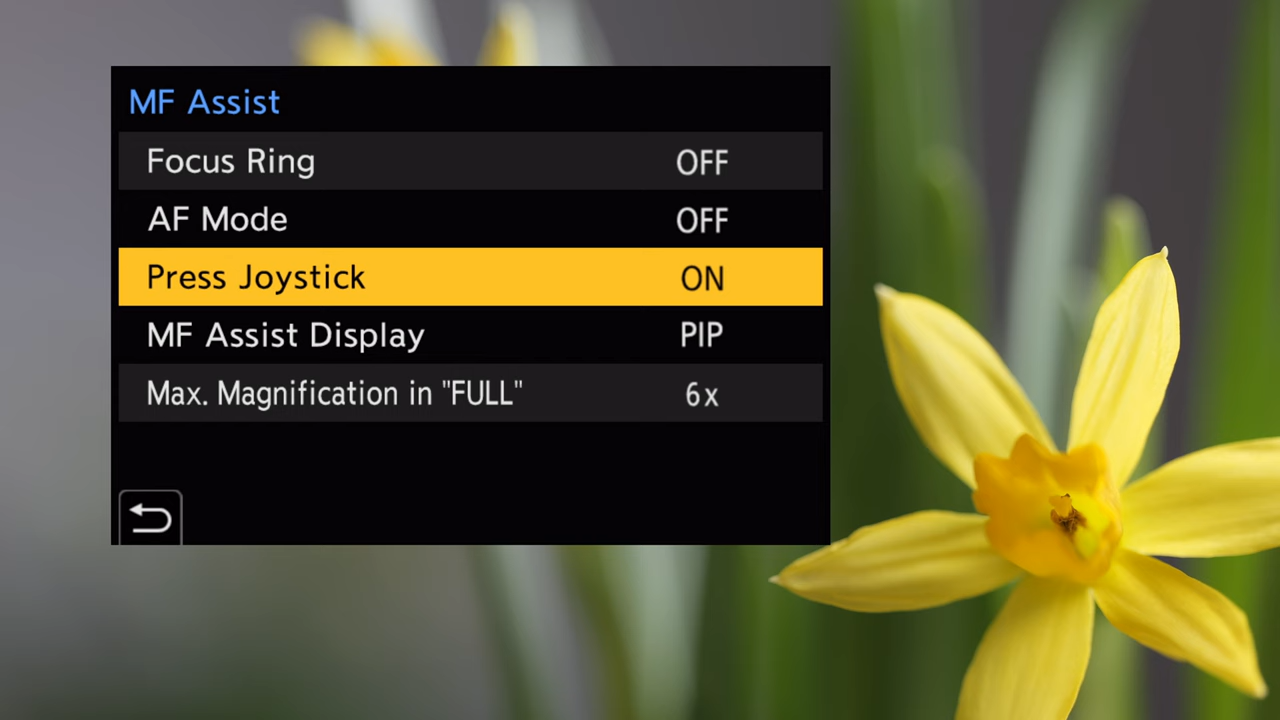 MF Assist
Focus Ring OFF
AF Mode OFF
Press Joystick ON
MF Assist Display PIP
Max. Magnification in "FULL" 6x